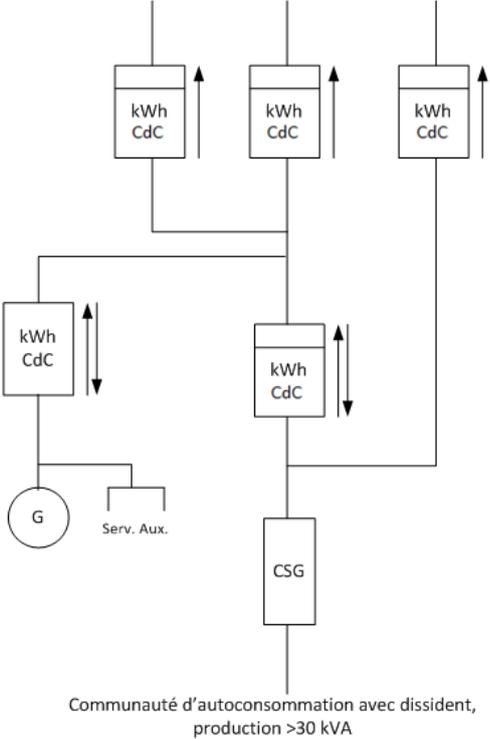 kWh
CdC
kWh
CdC
kWh
CdC
kWh
CdC
kWh
CdC
G
Serv. Aux.
CSG
Communauté d'autoconsommation avec dissident,
production >30 kVA